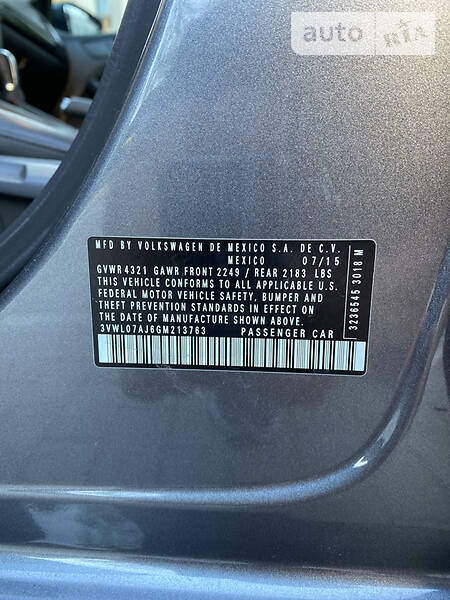 auto RIA
MFD BY VOLKSWAGEN DE MEXICO S.A. DE C.V.
MEXICO 07/15
GVWR 4321 GAWR FRONT 2249 / REAR 2183 LBS
THIS VEHICLE CONFORMS TO ALL APPLICABLE U.S.
FEDERAL MOTOR VEHICLE SAFETY, BUMPER AND
THEFT PREVENTION STANDARDS IN EFFECT ON
THE DATE OF MANUFACTURE SHOWN ABOVE.
3VWL07AJ6GM213763 PASSENGER CAR
3236545 3018 M